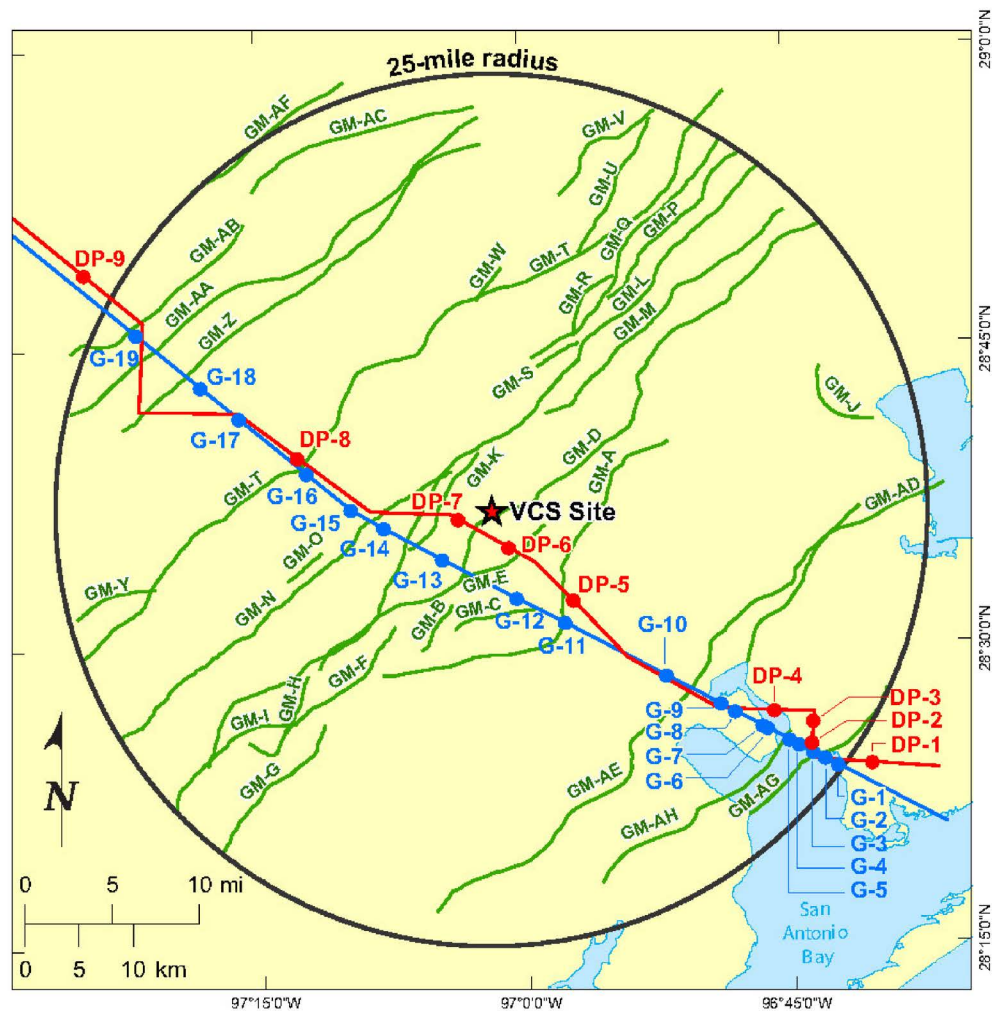 25-mile radius
29°0'0"N
GM-AF
GM-AC
GM-V
GM-U
GM-Q
GM-P
GM-AB
GM-W
GM-T
DP-9
GM-R
GM-L
GM-AA
GM-M
GM-Z
28°45'0"N
G-19
G-18
GM-S
GM-J
G-17
GM-D
DP-8
GM-A
GM-K
GM-T
G-16
GM-AD
DP-7
VCS Site
G-15
GM-O
G-14
DP-6
G-13
GM-E
DP-5
GM-Y
GM-N
GM-B
GM-C
G-12
G-11
28°30'0"N
G-10
GM-F
GM-H
DP-4
GM-I
G-9
DP-3
G-8
DP-2
G-7
DP-1
G-6
GM-G
GM-AE
GM-AG
G-1
N
GM-AH
G-2
G-3
G-4
G-5
0 5 10 mi
San
Antonio
Bay
28°15'0"N
0 5 10 km
97°15'0"W
97°0'0"W
96°45'0"W